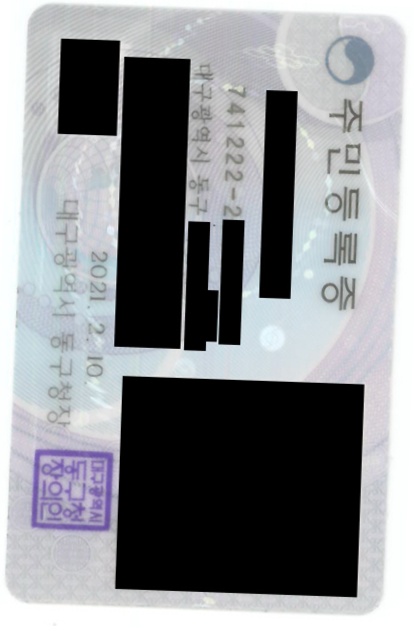 주민등록증
741222-2
대구광역시 동구
2021.2.10.
대구광역시 동구청장
대구광역시
동구청
장의인